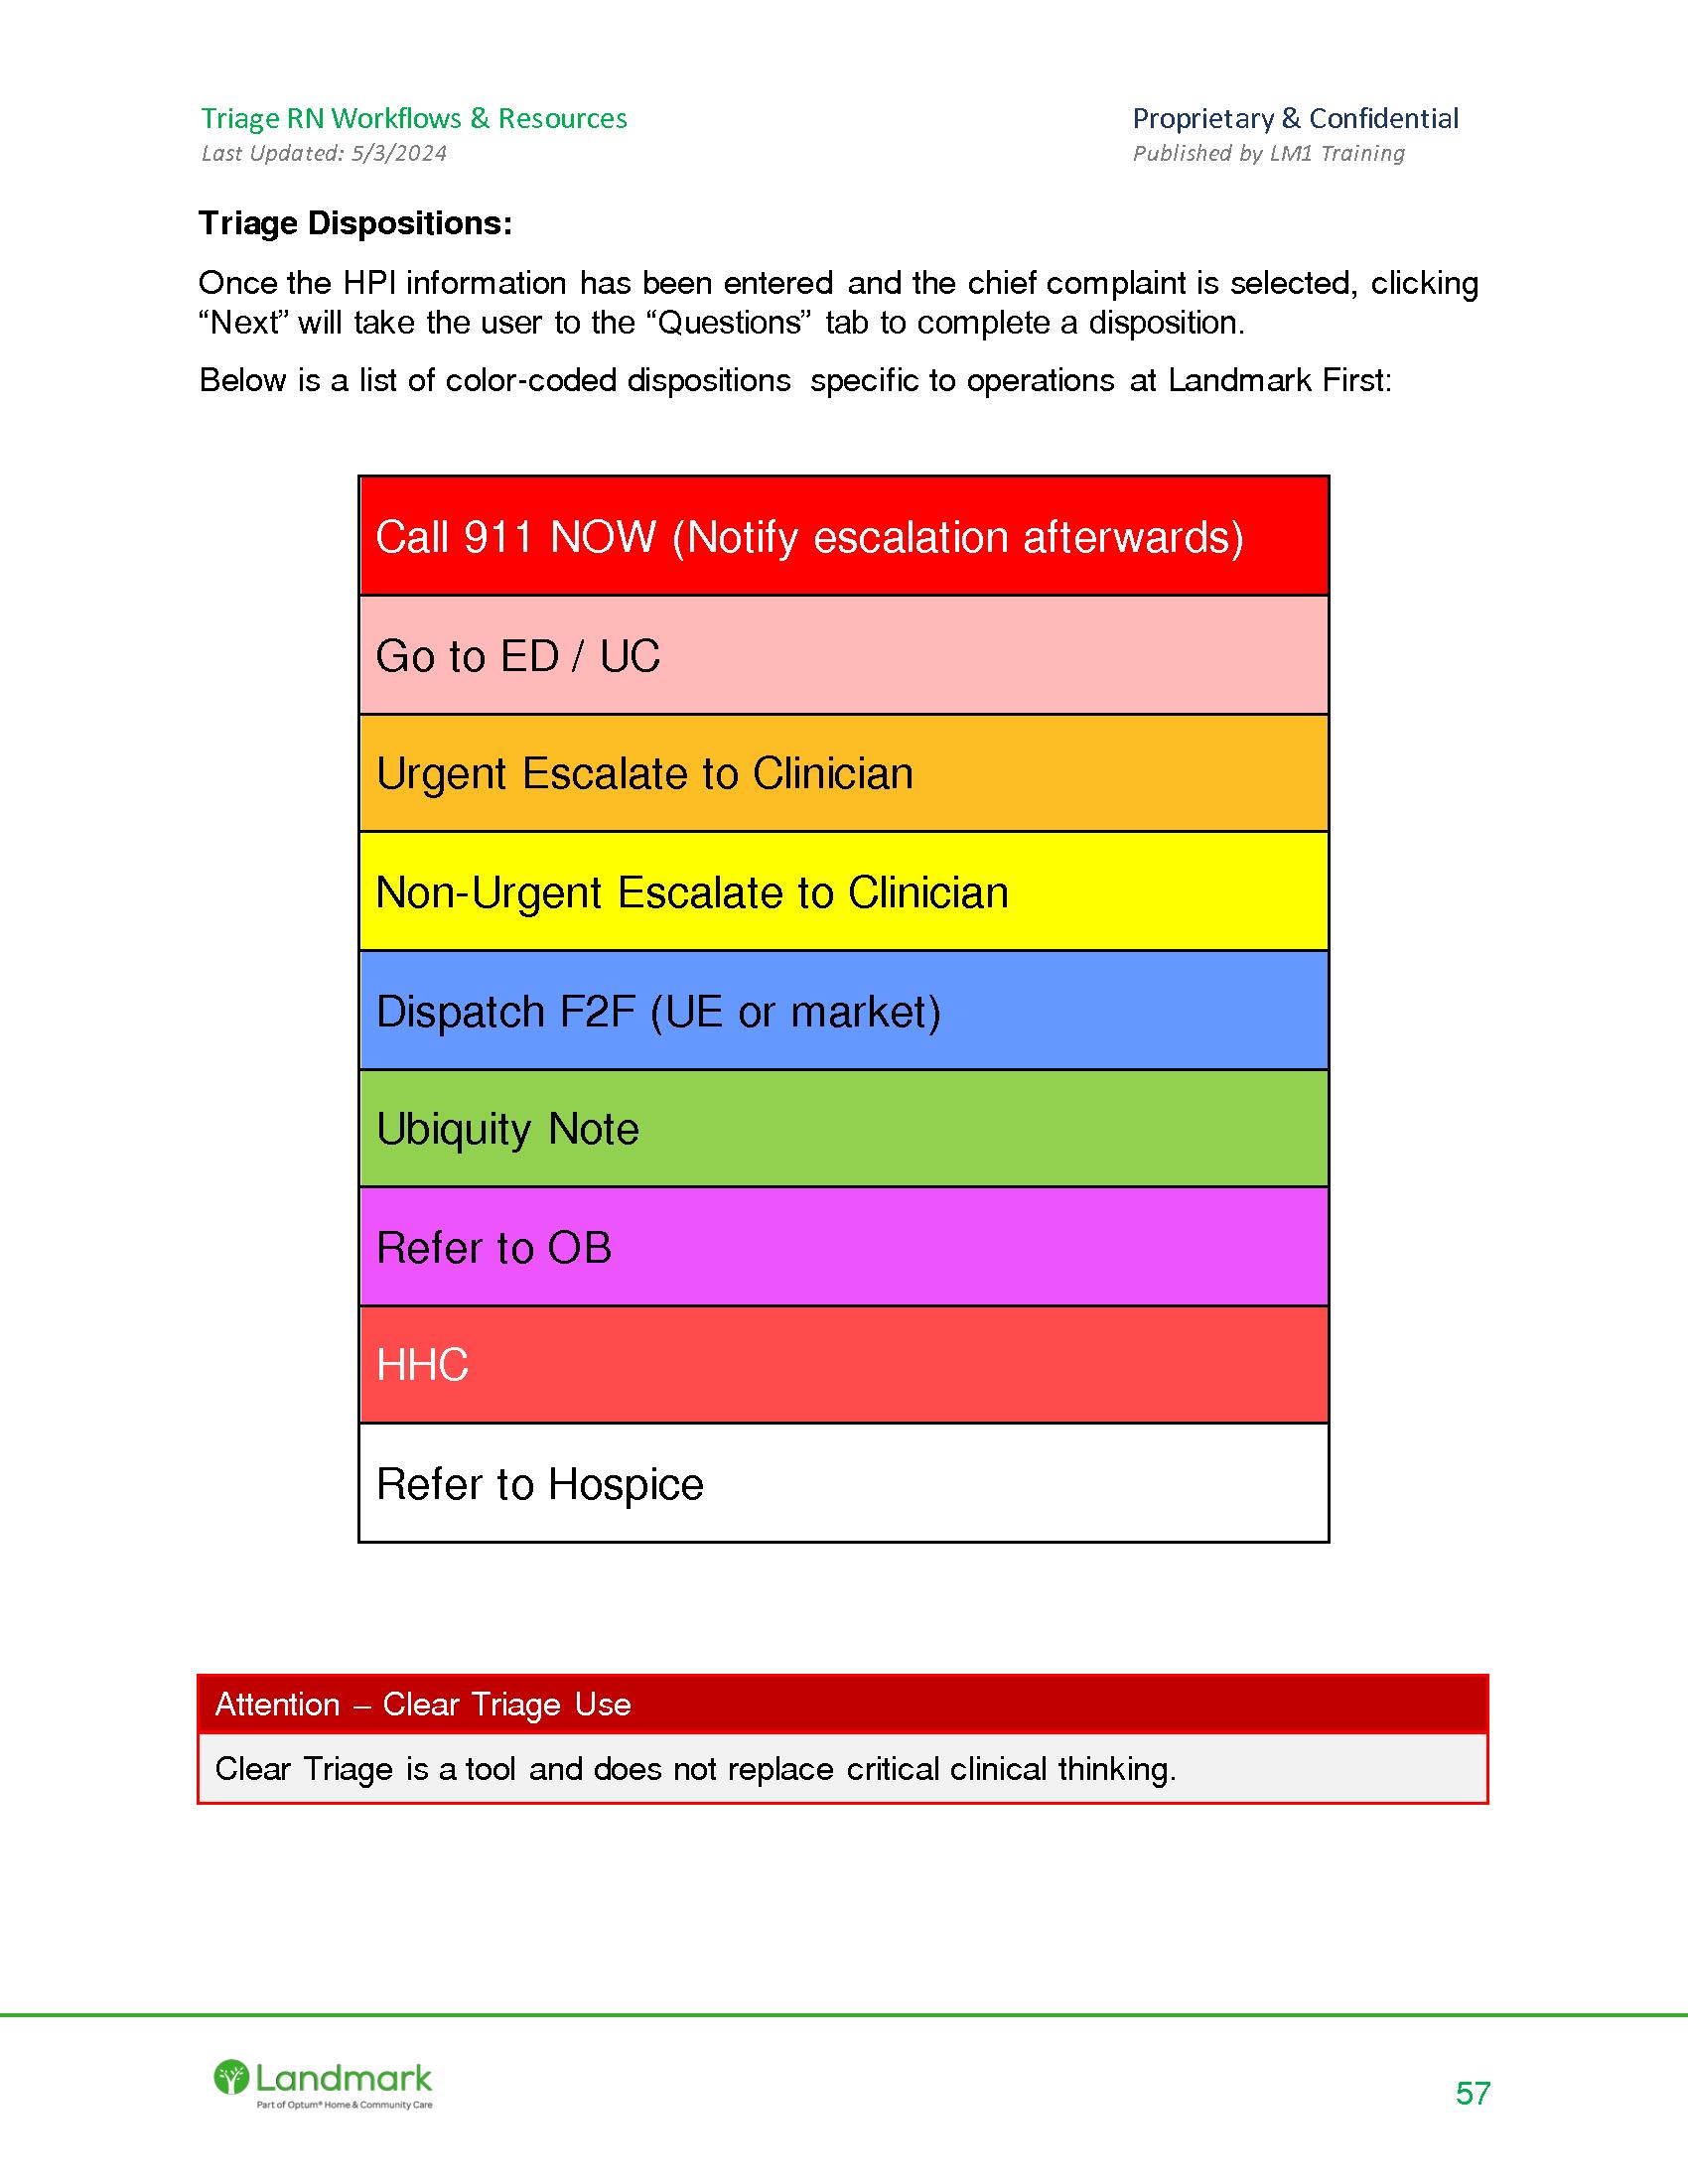 Triage RN Workflows & Resources
Proprietary & Confidential
Last Updated: 5/3/2024
Published by LM1 Training
Triage Dispositions:
Once the HPI information has been entered and the chief complaint is selected, clicking
“Next” will take the user to the “Questions” tab to complete a disposition.
Below is a list of color-coded dispositions specific to operations at Landmark First:
Call 911 NOW (Notify escalation afterwards)
Go to ED / UC
Urgent Escalate to Clinician
Non-Urgent Escalate to Clinician
Dispatch F2F (UE or market)
Ubiquity Note
Refer to OB
HHC
Refer to Hospice
Attention – Clear Triage Use
Clear Triage is a tool and does not replace critical clinical thinking.
Landmark
Part of Optum® Home & Community Care
57